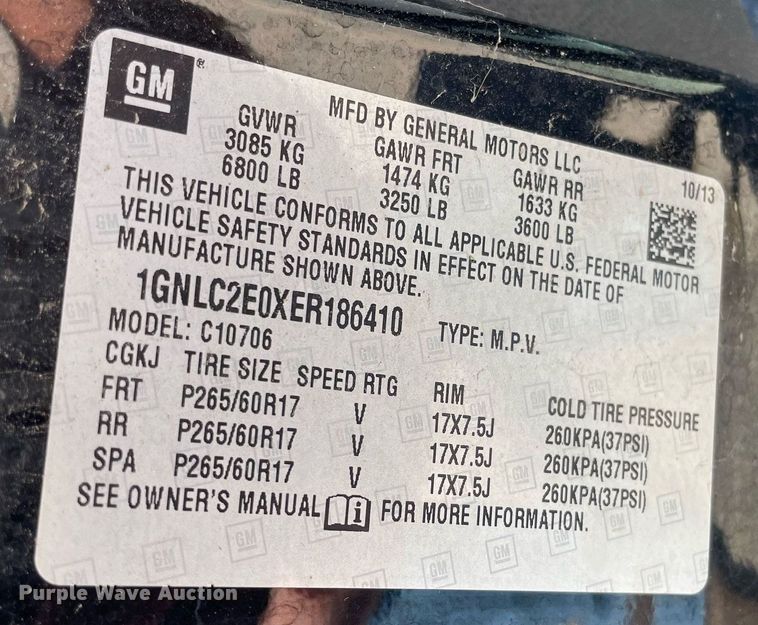 GM ®
MFD BY GENERAL MOTORS LLC
10/13
GVWR GAWR FRT GAWR RR
3085 KG 1474 KG 1633 KG
6800 LB 3250 LB 3600 LB
THIS VEHICLE CONFORMS TO ALL APPLICABLE U.S. FEDERAL MOTOR
VEHICLE SAFETY STANDARDS IN EFFECT ON THE DATE OF
MANUFACTURE SHOWN ABOVE.
1GNLC2E0XER186410 TYPE: M.P.V.
MODEL: C10706
CGKJ TIRE SIZE SPEED RTG RIM COLD TIRE PRESSURE
FRT P265/60R17 V 17X7.5J 260KPA(37PSI)
RR P265/60R17 V 17X7.5J 260KPA(37PSI)
SPA P265/60R17 V 17X7.5J 260KPA(37PSI)
SEE OWNER'S MANUAL i FOR MORE INFORMATION.
Purple Wave Auction